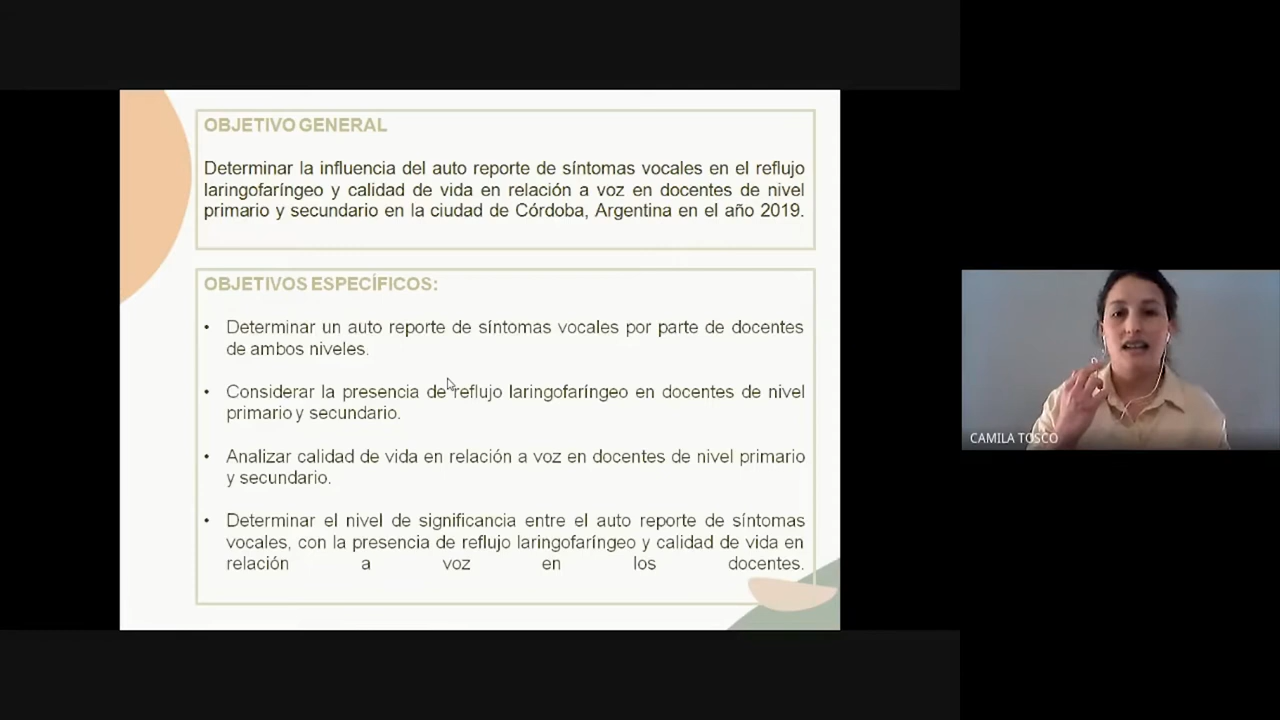 OBJETIVO GENERAL
Determinar la influencia del auto reporte de síntomas vocales en el reflujo
laringofaríngeo y calidad de vida en relación a voz en docentes de nivel
primario y secundario en la ciudad de Córdoba, Argentina en el año 2019.
OBJETIVOS ESPECÍFICOS:
• Determinar un auto reporte de síntomas vocales por parte de docentes
de ambos niveles.
• Considerar la presencia de reflujo laringofaríngeo en docentes de nivel
primario y secundario.
• Analizar calidad de vida en relación a voz en docentes de nivel primario
y secundario.
• Determinar el nivel de significancia entre el auto reporte de síntomas
vocales, con la presencia de reflujo laringofaríngeo y calidad de vida en
relación a voz en los docentes.
CAMILA TOSCO